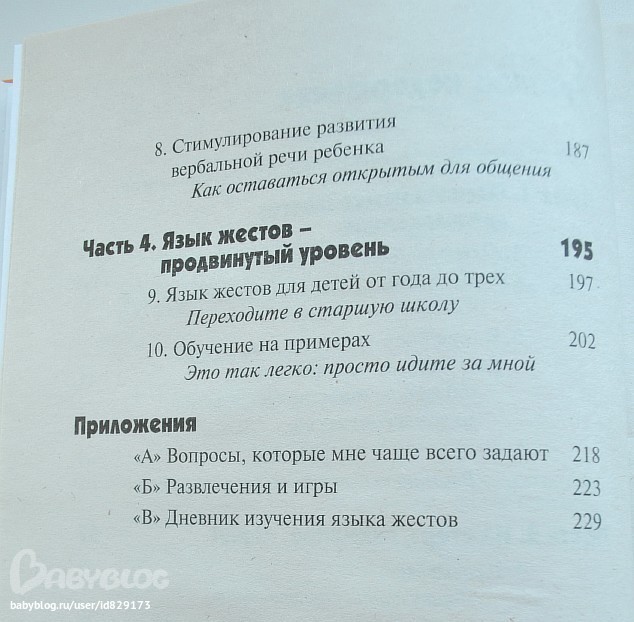 8. Стимулирование развития
вербальной речи ребенка 187
Как оставаться открытым для общения
Часть 4. Язык жестов –
продвинутый уровень 195
9. Язык жестов для детей от года до трех 197
Переходите в старшую школу
10. Обучение на примерах 202
Это так легко: просто идите за мной
Приложения
«А» Вопросы, которые мне чаще всего задают 218
«Б» Развлечения и игры 223
«В» Дневник изучения языка жестов 229
BABYBLOG
babyblog.ru/user/id829173